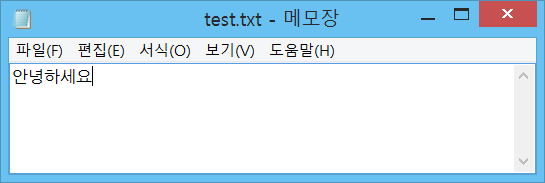 test.txt - 메모장
파일(F) 편집(E) 서식(O) 보기(V) 도움말(H)
안녕하세요